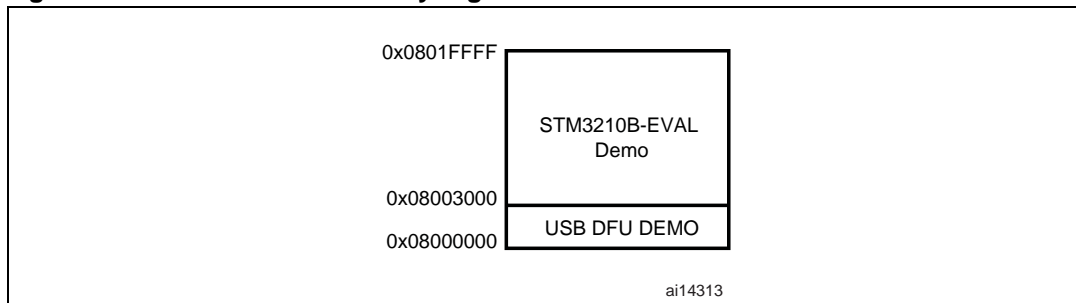 0x0801FFFF
STM3210B-EVAL
Demo
0x08003000
USB DFU DEMO
0x08000000
ai14313